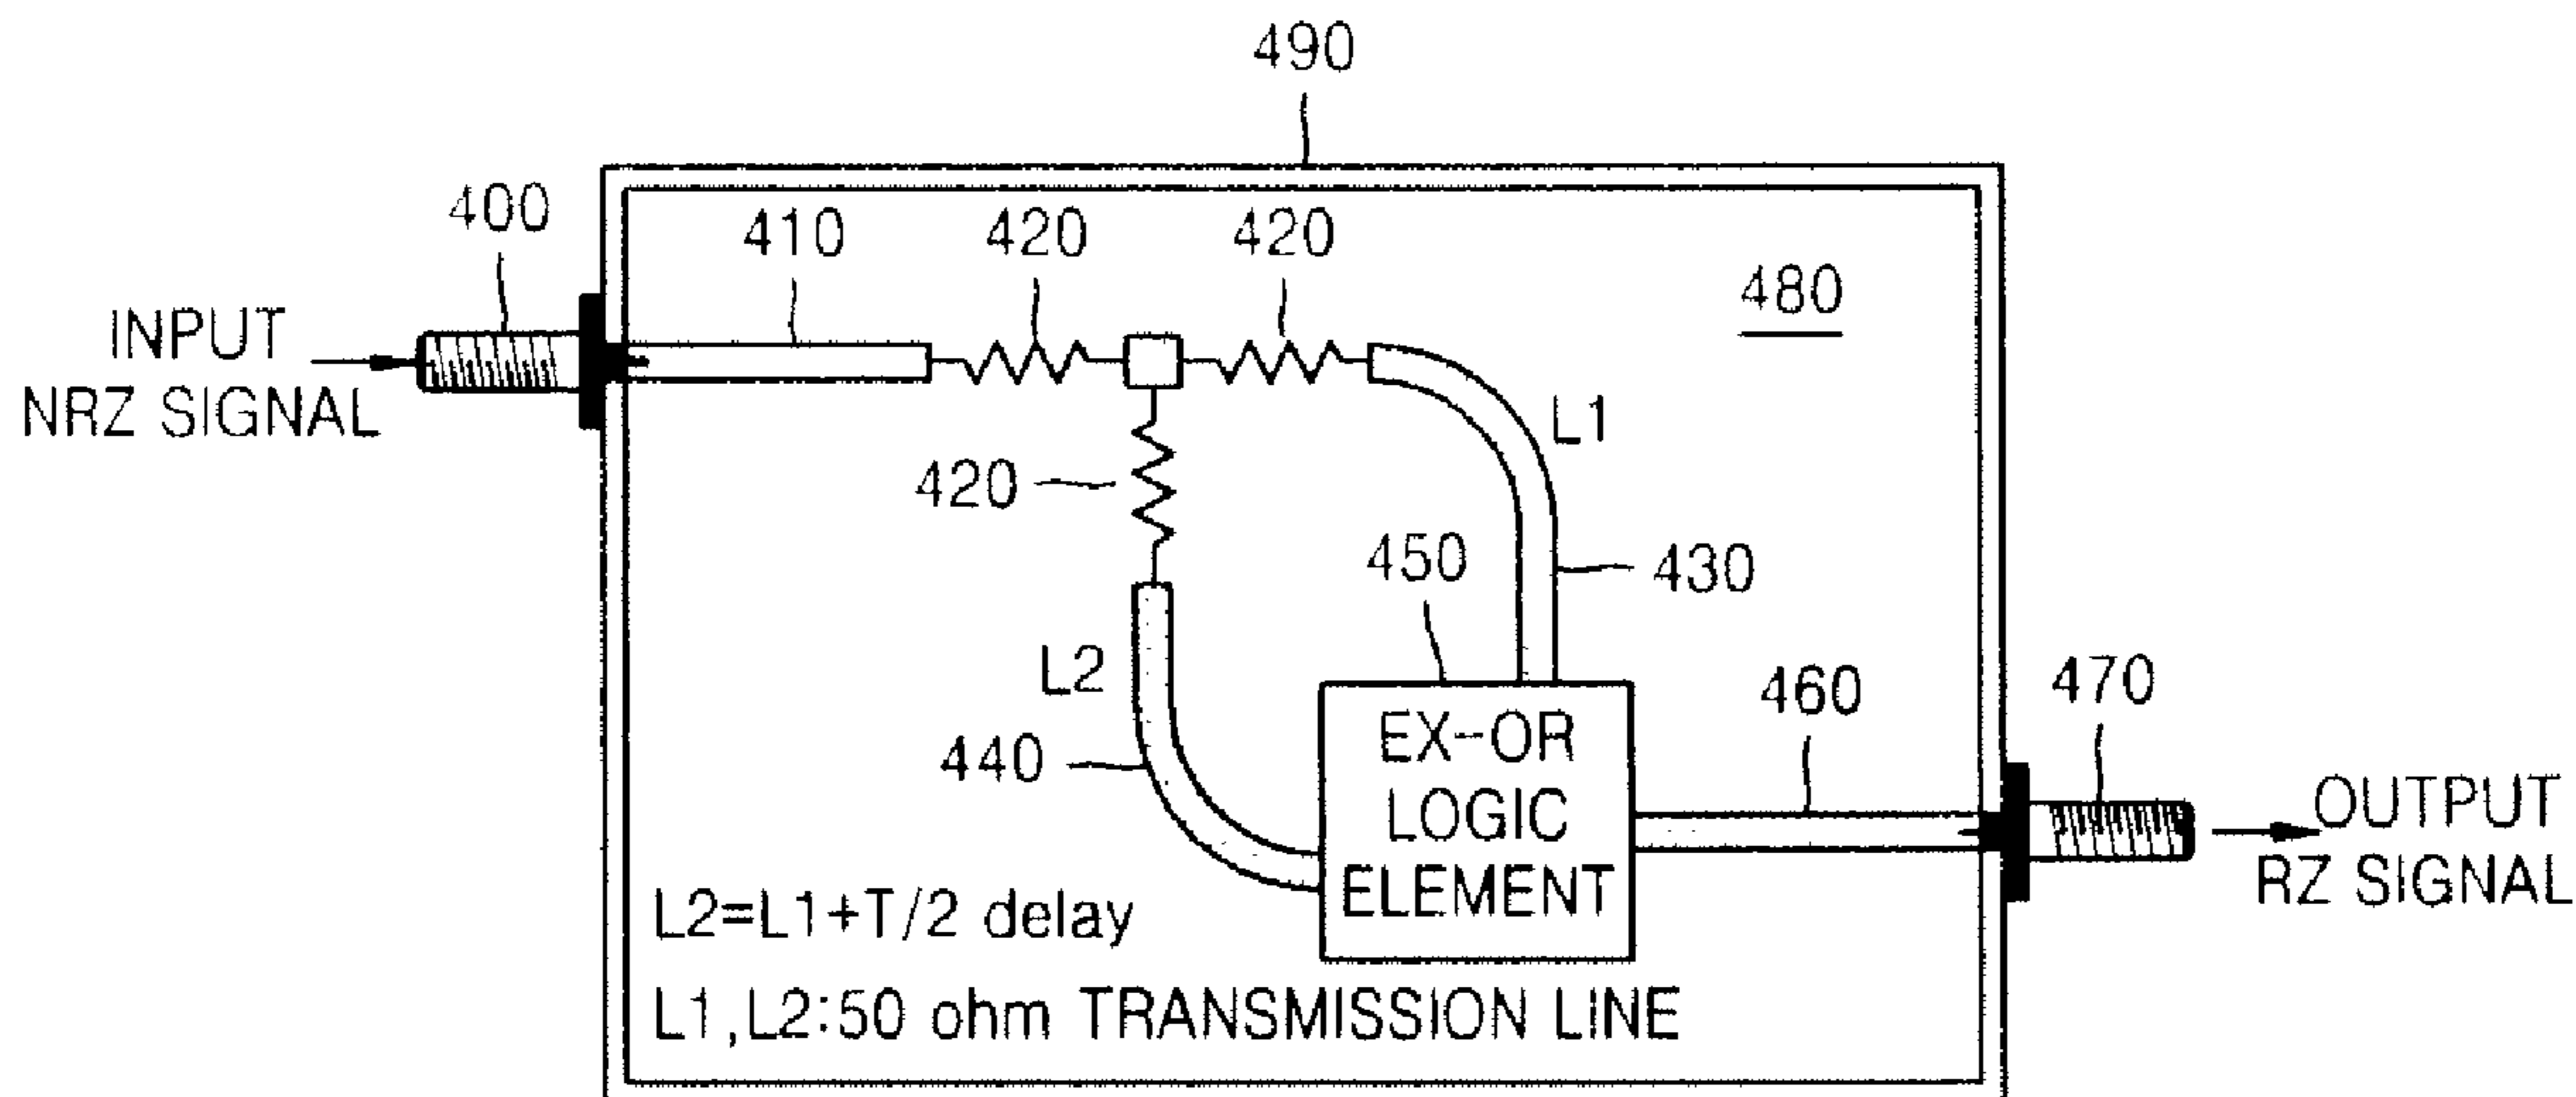 490
400
410
420
420
480
INPUT
NRZ SIGNAL
L1
420
450
430
L2
460
470
440
EX-OR
LOGIC
ELEMENT
OUTPUT
RZ SIGNAL
L2=L1+T/2 delay
L1,L2:50 ohm TRANSMISSION LINE